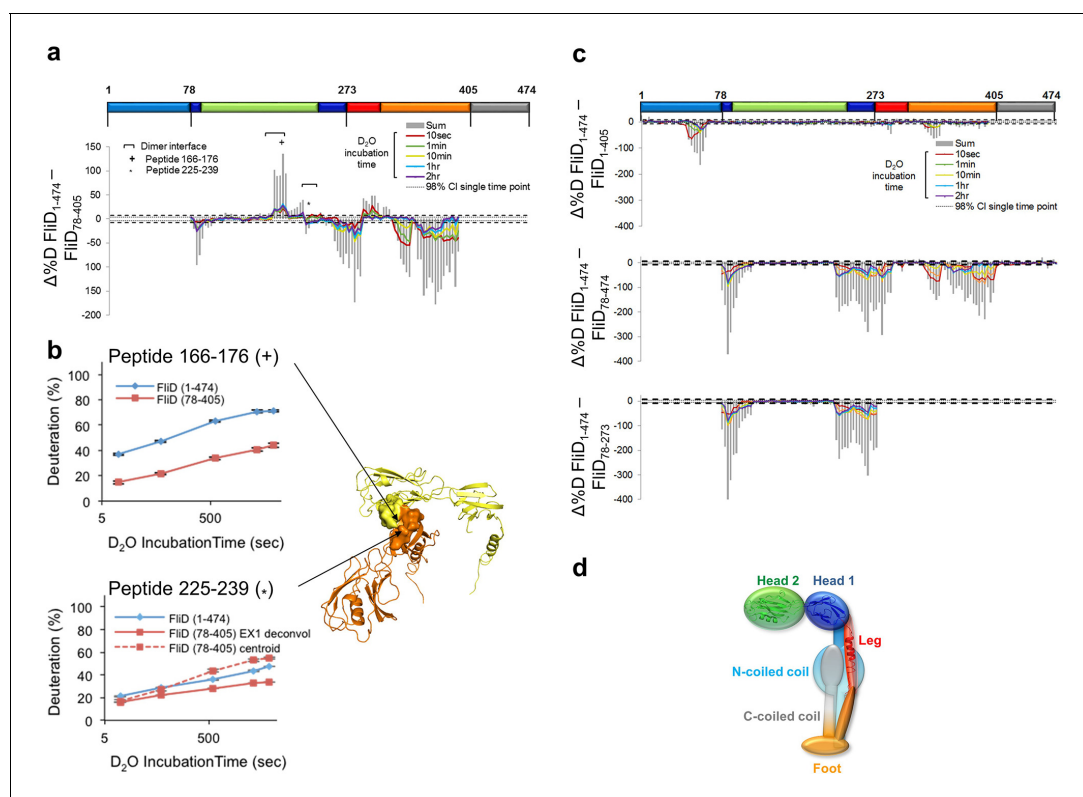 a
1
78
273
405
474
Dimer interface
+ Peptide 166-176
* Peptide 225-239
+
*
D2O
incubation
time
Sum
10sec
1min
10min
1hr
2hr
98% CI single time point
Δ%D FliD1-474 –
FliD78-405
150
100
50
0
-50
100
150
-200
b
Peptide 166-176 (+)
FliD (1-474)
FliD (78-405)
Deuteration (%)
100
80
60
40
20
0
5
500
D2O IncubationTime (sec)
Peptide 225-239 (*)
FliD (1-474)
FliD (78-405) EX1 deconvol
FliD (78-405) centroid
Deuteration (%)
100
80
60
40
20
0
5
500
D2O IncubationTime (sec)
c
1
78
273
405
474
Δ%D FliD1-474 –
FliD1-405
0
-100
-200
-300
-400
D2O
incubation
time
Sum
10sec
1min
10min
1hr
2hr
98% CI single time point
Δ%D FliD1-474 –
FliD78-474
0
-100
-200
-300
-400
Δ%D FliD1-474 –
FliD78-273
0
-100
-200
-300
-400
d
Head 2
Head 1
Leg
N-coiled coil
C-coiled coil
Foot